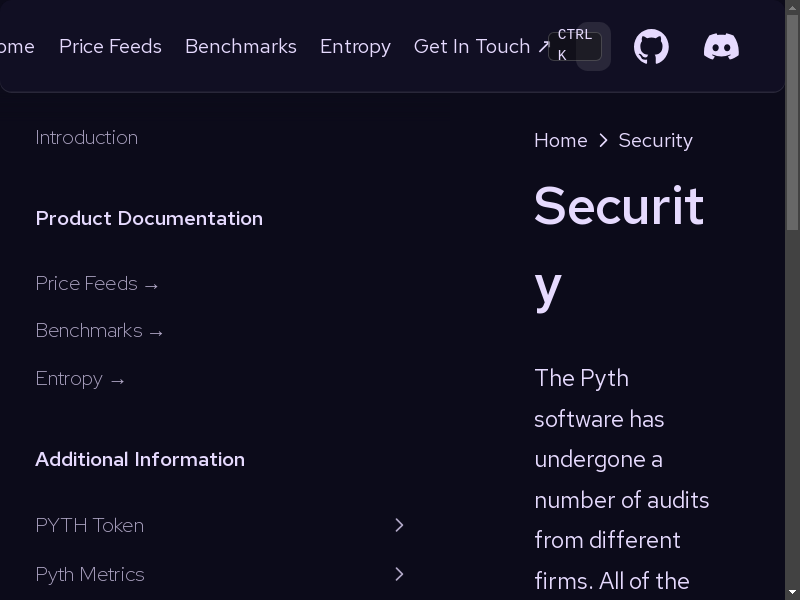 ome Price Feeds Benchmarks Entropy Get In Touch ↗ CTRL K
Introduction
Product Documentation
Price Feeds →
Benchmarks →
Entropy →
Additional Information
PYTH Token
Pyth Metrics
Home > Security
Securit
y
The Pyth
software has
undergone a
number of audits
from different
firms. All of the